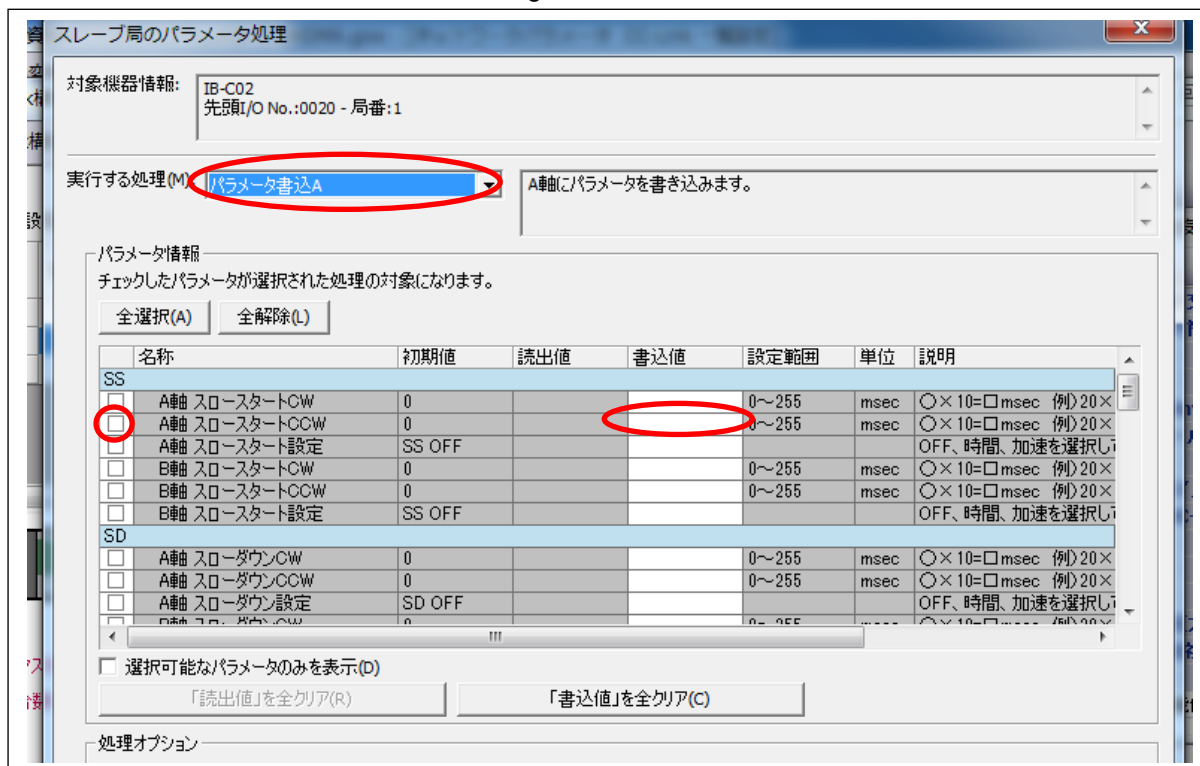 スレーブ局のパラメータ処理
X
対象機器情報:
IB-C02
先頭I/O No.:0020 - 局番:1
実行する処理(M)
パラメータ書込A
A軸にパラメータを書き込みます。
パラメータ情報
チェックしたパラメータが選択された処理の対象になります。
全選択(A) 全解除(L)
名称 初期値 読出値 書込値 設定範囲 単位 説明
SS
A軸 スロースタートCW 0 0~255 msec ○×10=□msec 例)20×
A軸 スロースタートCCW 0 0~255 msec ○×10=□msec 例)20×
A軸 スロースタート設定 SS OFF OFF、時間、加速を選択し
B軸 スロースタートCW 0 0~255 msec ○×10=□msec 例)20×
B軸 スロースタートCCW 0 0~255 msec ○×10=□msec 例)20×
B軸 スロースタート設定 SS OFF OFF、時間、加速を選択し
SD
A軸 スローダウンCW 0 0~255 msec ○×10=□msec 例)20×
A軸 スローダウンCCW 0 0~255 msec ○×10=□msec 例)20×
A軸 スローダウン設定 SD OFF OFF、時間、加速を選択し
選択可能なパラメータのみを表示(D)
「読出値」を全クリア(R) 「書込値」を全クリア(C)
処理オプション